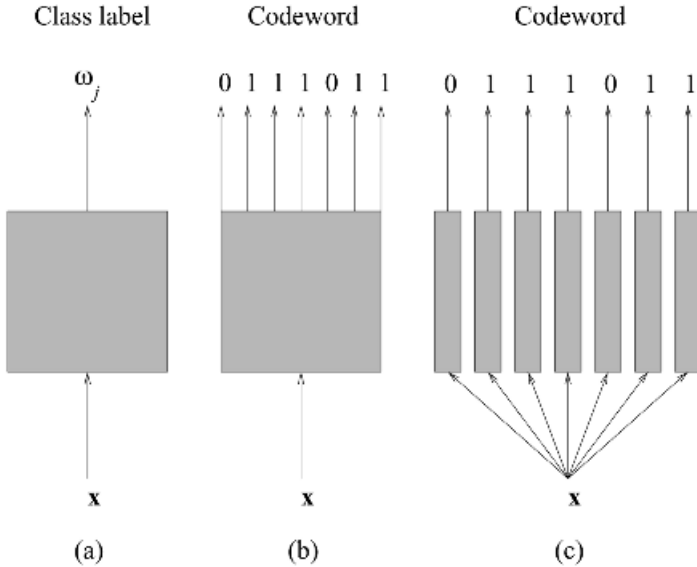 Class label Codeword Codeword
ω_j 0 1 1 1 0 1 1 0 1 1 1 0 1 1
x x x
(a) (b) (c)